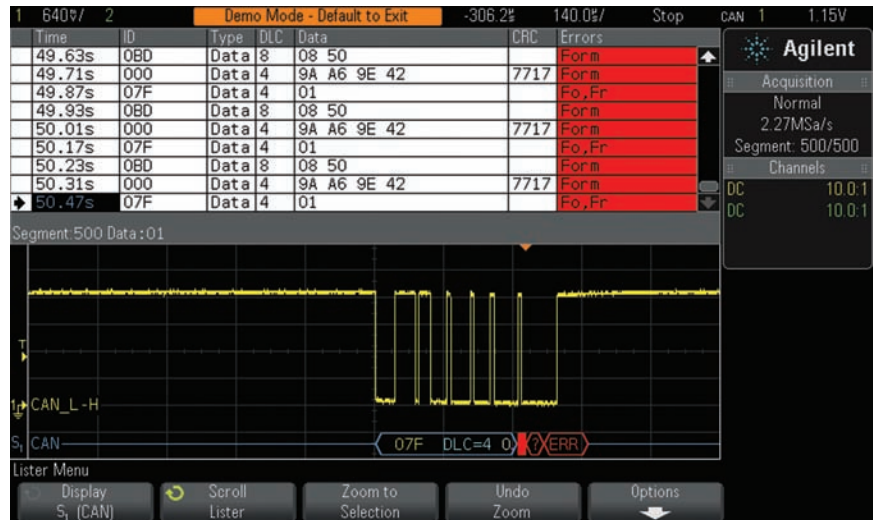 1 640▽/ 2 Demo Mode - Default to Exit -306.2% 140.0%/ Stop CAN 1 1.15V
Time ID Type DLC Data CRC Errors
49.63s 0BD Data 8 08 50 Form
49.71s 000 Data 4 9A A6 9E 42 7717 Form
49.87s 07F Data 4 01 Fo,Fr
49.93s 0BD Data 8 08 50 Form
50.01s 000 Data 4 9A A6 9E 42 7717 Form
50.17s 07F Data 4 01 Fo,Fr
50.23s 0BD Data 8 08 50 Form
50.31s 000 Data 4 9A A6 9E 42 7717 Form
50.47s 07F Data 4 01 Fo,Fr
Agilent
Acquisition
Normal
2.27MSa/s
Segment: 500/500
Channels
DC 10.0:1
DC 10.0:1
Segment:500 Data:01
T
1 CAN_L-H
S1 CAN 07F DLC=4 0 ? ERR
Lister Menu
Display
S1 (CAN)
Scroll
Lister
Zoom to
Selection
Undo
Zoom
Options